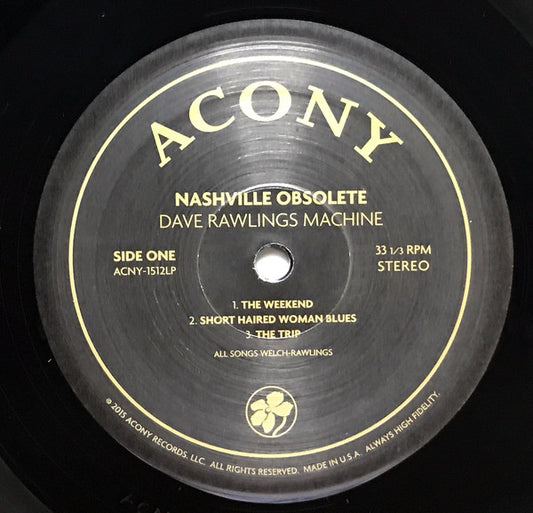 ACONY
NASHVILLE OBSOLETE
DAVE RAWLINGS MACHINE
SIDE ONE
ACNY-1512LP
33 1/3 RPM
STEREO
1. THE WEEKEND
2. SHORT HAIRED WOMAN BLUES
3. THE TRIP
ALL SONGS WELCH-RAWLINGS
℗ 2015 ACONY RECORDS, LLC. ALL RIGHTS RESERVED. MADE IN U.S.A. ALWAYS HIGH FIDELITY.